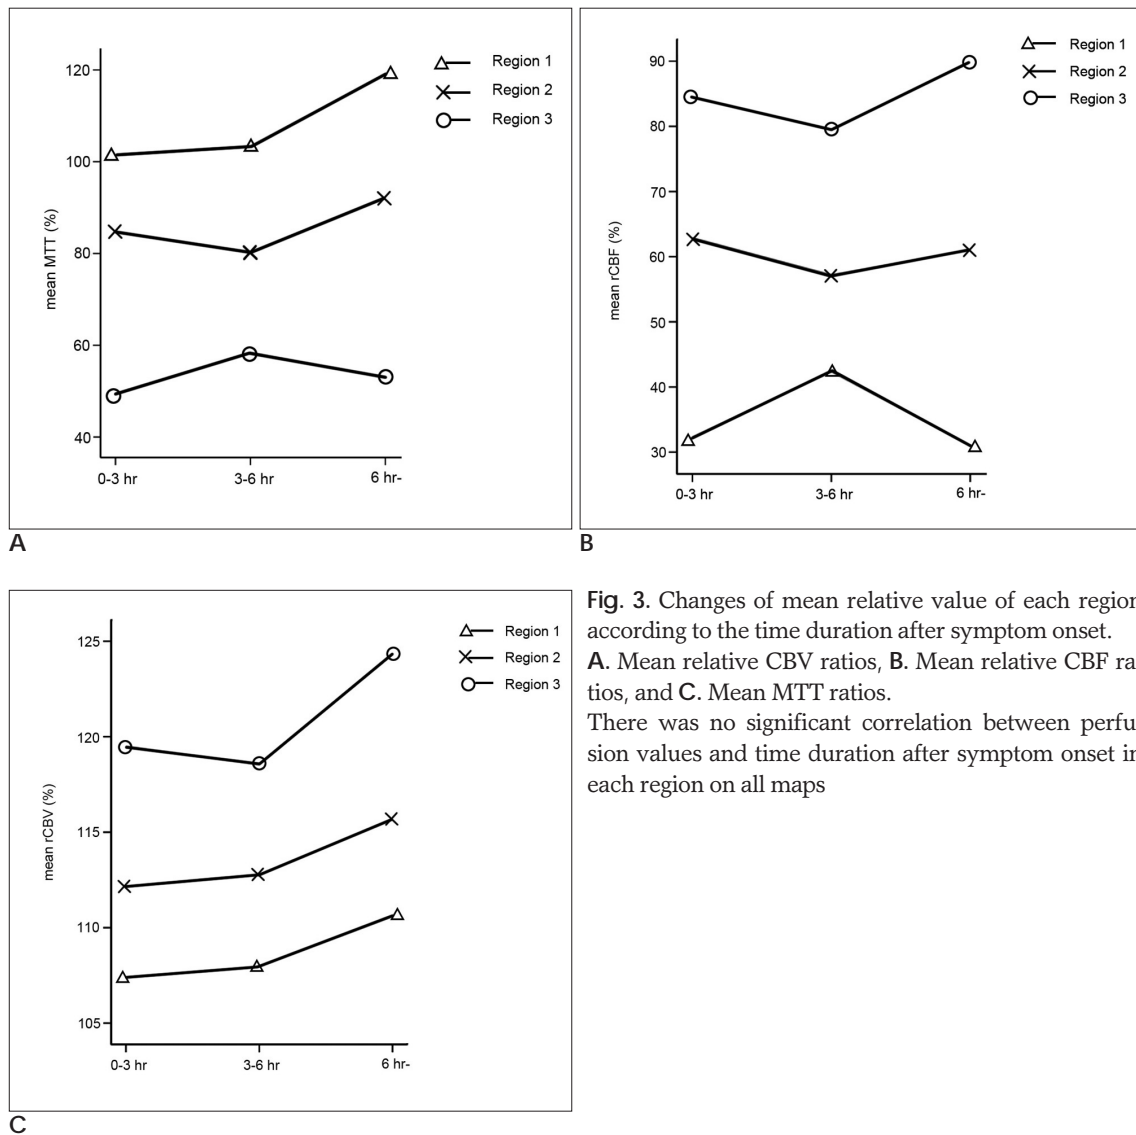 120
100
80
60
40
mean MTT (%)
0-3 hr
3-6 hr
6 hr-
Region 1
Region 2
Region 3
A
90
80
70
60
50
40
30
mean rCBF (%)
0-3 hr
3-6 hr
6 hr-
Region 1
Region 2
Region 3
B
125
120
115
110
105
mean rCBV (%)
0-3 hr
3-6 hr
6 hr-
Region 1
Region 2
Region 3
C
Fig. 3. Changes of mean relative value of each region
according to the time duration after symptom onset.
A. Mean relative CBV ratios, B. Mean relative CBF ra
tios, and C. Mean MTT ratios.
There was no significant correlation between perfu
sion values and time duration after symptom onset in
each region on all maps